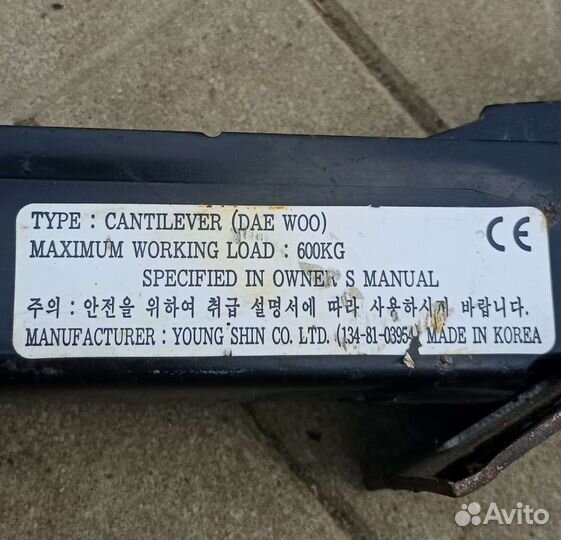 TYPE : CANTILEVER (DAE WOO)
CE
MAXIMUM WORKING LOAD : 600KG
SPECIFIED IN OWNER S MANUAL
주의 : 안전을 위하여 취급 설명서에 따라 사용하시기 바랍니다.
MANUFACTURER : YOUNG SHIN CO. LTD. (134-81-03954) MADE IN KOREA
Avito